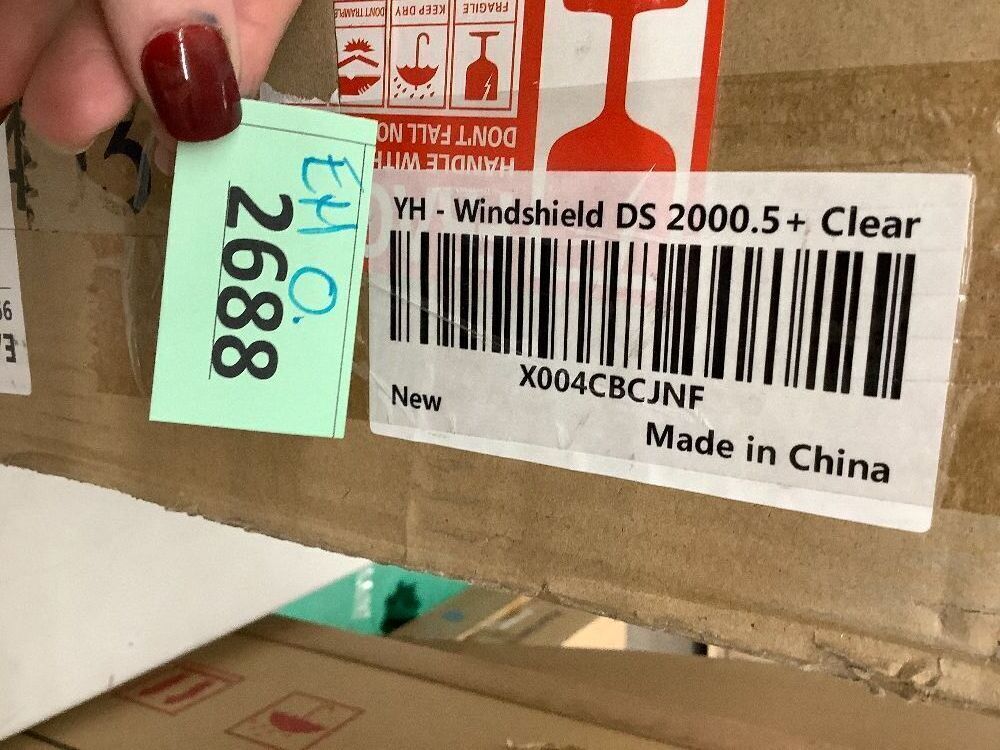 DON'T TRAMPLE
KEEP DRY
FRAGILE
DON'T FALL NO
HANDLE WITH
EH O.
2688
YH - Windshield DS 2000.5+ Clear
X004CBCJNF
New
Made in China